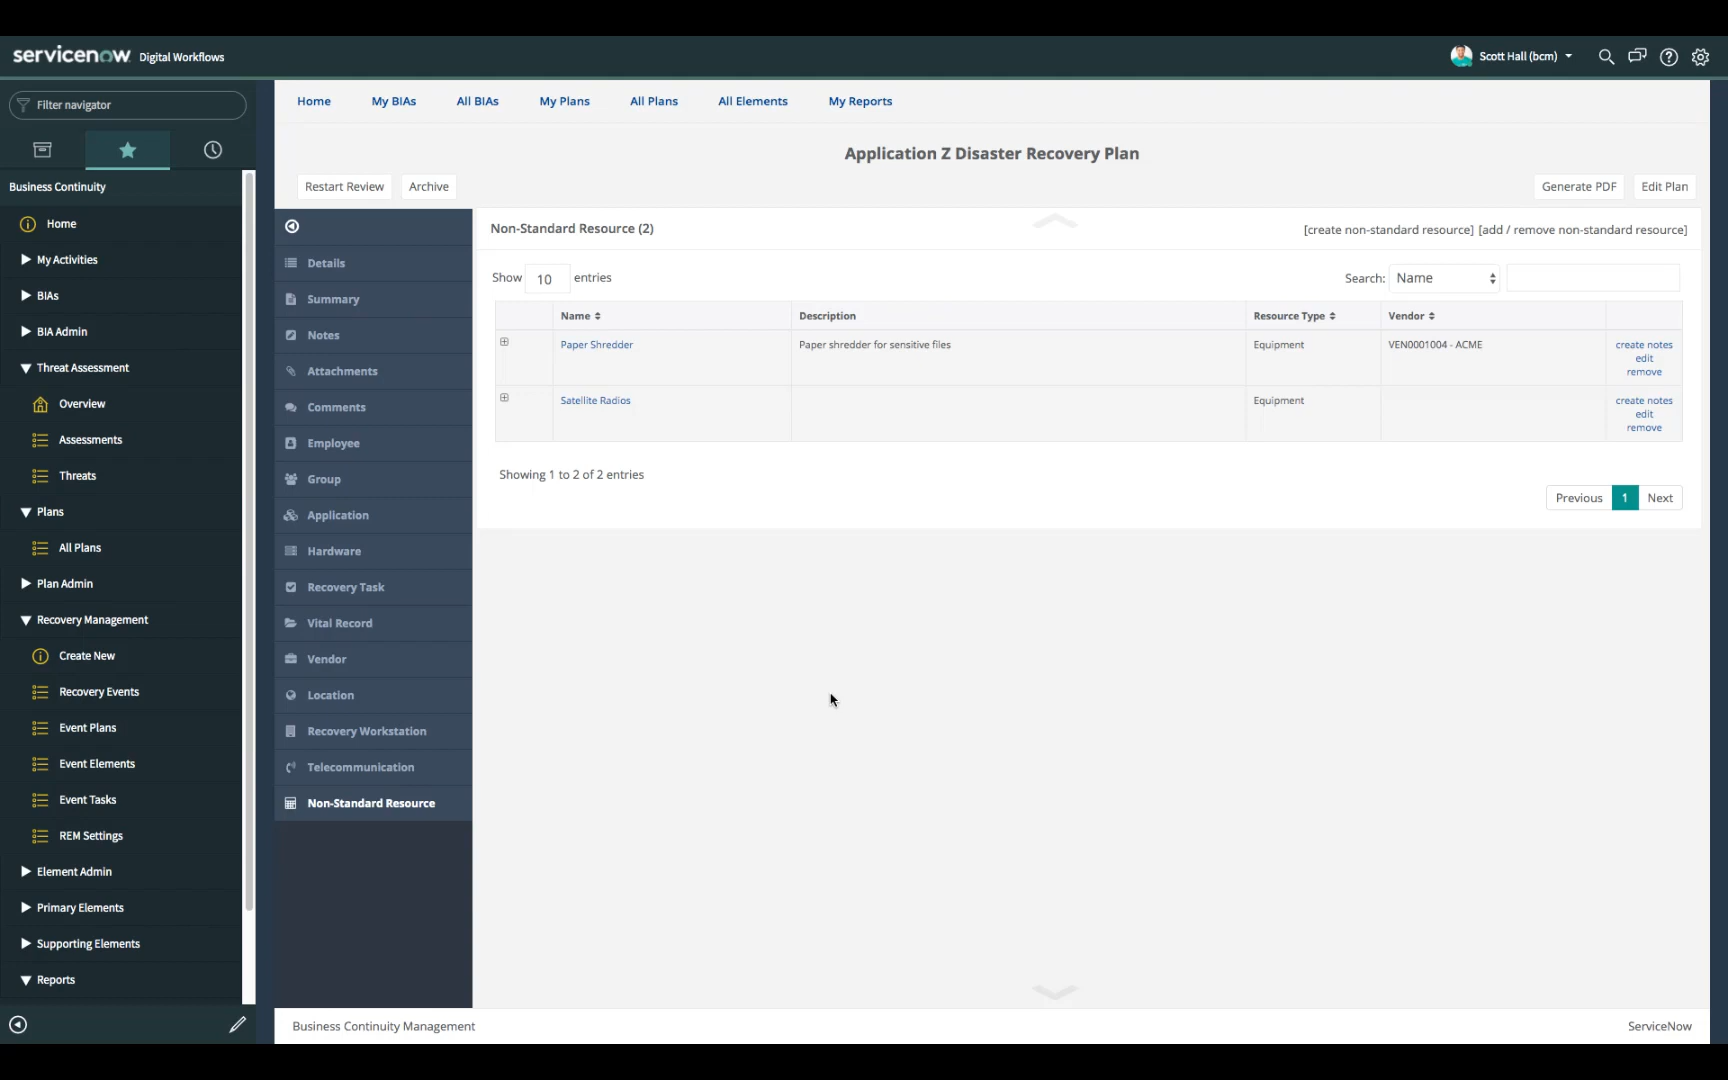 servicenow Digital Workflows
Scott Hall (bcm)
Filter navigator
Business Continuity
Home
My Activities
BIAs
BIA Admin
Threat Assessment
Overview
Assessments
Threats
Plans
All Plans
Plan Admin
Recovery Management
Create New
Recovery Events
Event Plans
Event Elements
Event Tasks
REM Settings
Element Admin
Primary Elements
Supporting Elements
Reports
Home My BIAs All BIAs My Plans All Plans All Elements My Reports
Application Z Disaster Recovery Plan
Restart Review Archive Generate PDF Edit Plan
Details
Summary
Notes
Attachments
Comments
Employee
Group
Application
Hardware
Recovery Task
Vital Record
Vendor
Location
Recovery Workstation
Telecommunication
Non-Standard Resource
Non-Standard Resource (2) [create non-standard resource] [add / remove non-standard resource]
Show 10 entries Search: Name
Name Description Resource Type Vendor
Paper Shredder Paper shredder for sensitive files Equipment VEN0001004 - ACME create notes
edit
remove
Satellite Radios Equipment create notes
edit
remove
Showing 1 to 2 of 2 entries
Previous 1 Next
Business Continuity Management ServiceNow